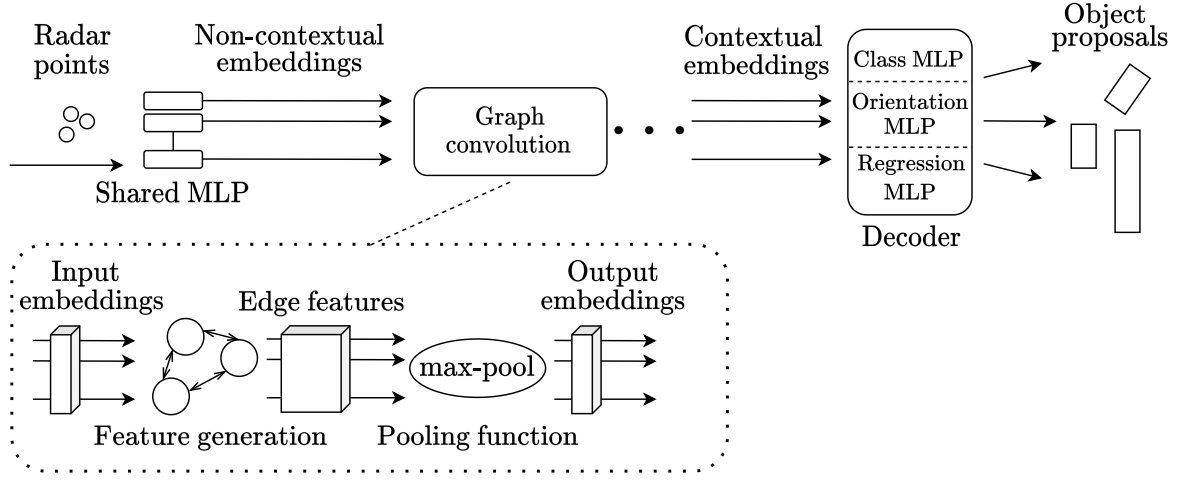 Radar
points
Non-contextual
embeddings
Shared MLP
Graph
convolution
Contextual
embeddings
Class MLP
Orientation
MLP
Regression
MLP
Decoder
Object
proposals
Input
embeddings
Feature generation
Edge features
max-pool
Pooling function
Output
embeddings